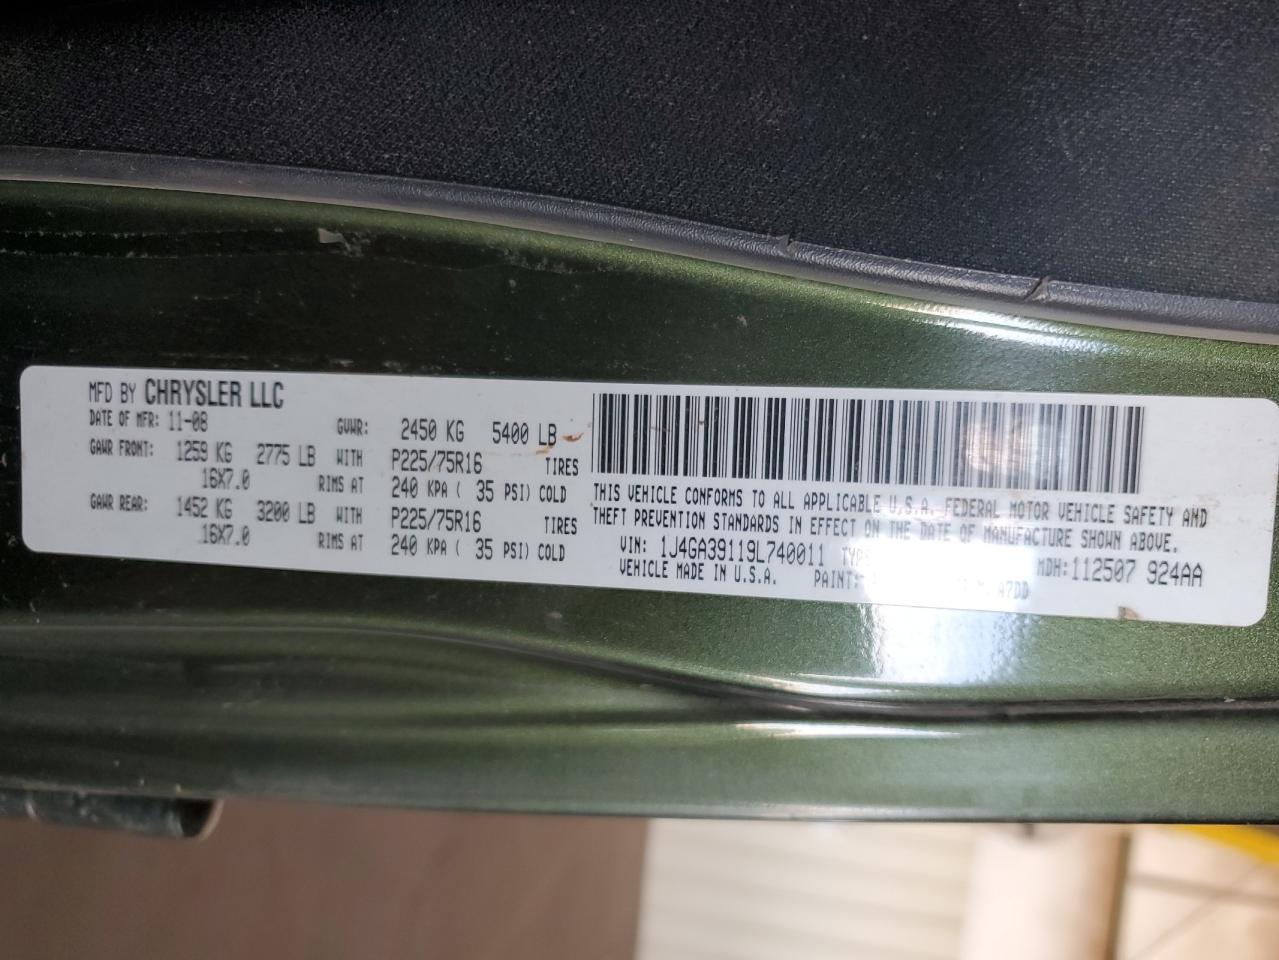 MFD BY CHRYSLER LLC
DATE OF MFR: 11-08 GVWR: 2450 KG 5400 LB
GAWR FRONT: 1259 KG 2775 LB WITH P225/75R16 TIRES
16X7.0 RIMS AT 240 KPA ( 35 PSI) COLD
GAWR REAR: 1452 KG 3200 LB WITH P225/75R16 TIRES
16X7.0 RIMS AT 240 KPA ( 35 PSI) COLD
THIS VEHICLE CONFORMS TO ALL APPLICABLE U.S.A. FEDERAL MOTOR VEHICLE SAFETY AND
THEFT PREVENTION STANDARDS IN EFFECT ON THE DATE OF MANUFACTURE SHOWN ABOVE.
VIN: 1J4GA39119L740011 MDH:112507 924AA
VEHICLE MADE IN U.S.A. PAINT: A7DD